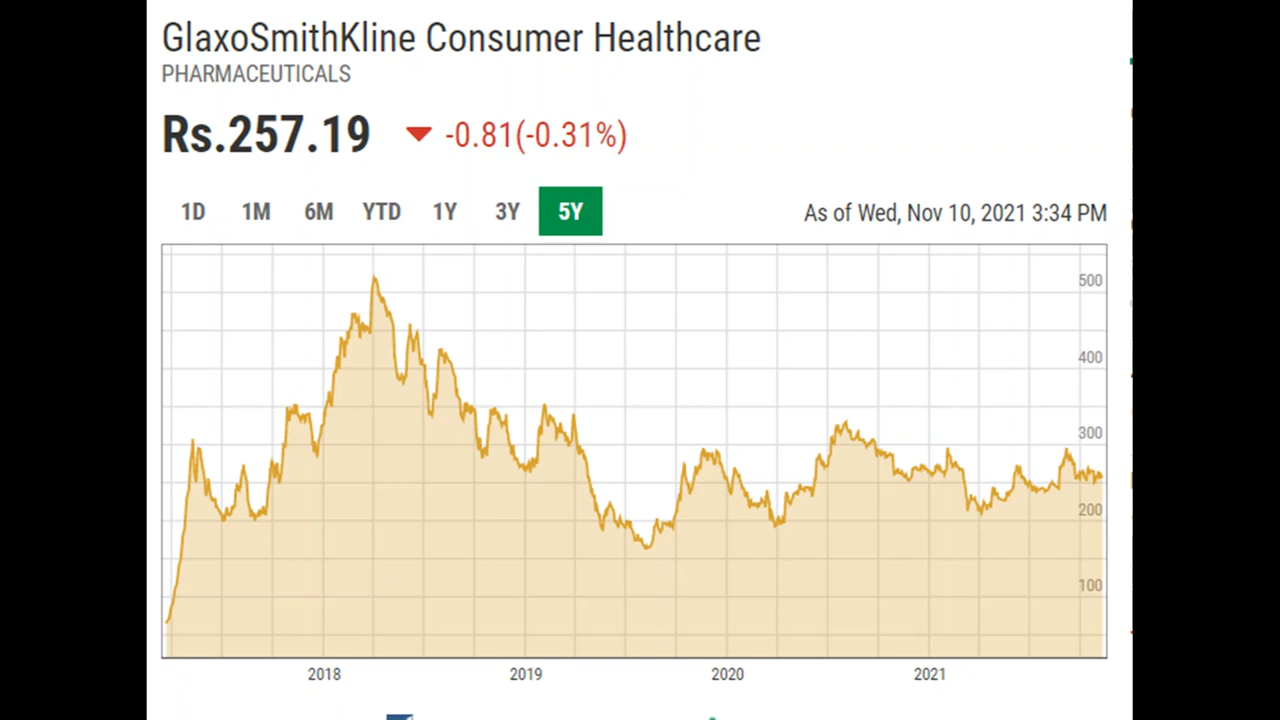 GlaxoSmithKline Consumer Healthcare
PHARMACEUTICALS
Rs.257.19 ▼ -0.81(-0.31%)
1D 1M 6M YTD 1Y 3Y 5Y As of Wed, Nov 10, 2021 3:34 PM
500
400
300
200
100
2018 2019 2020 2021